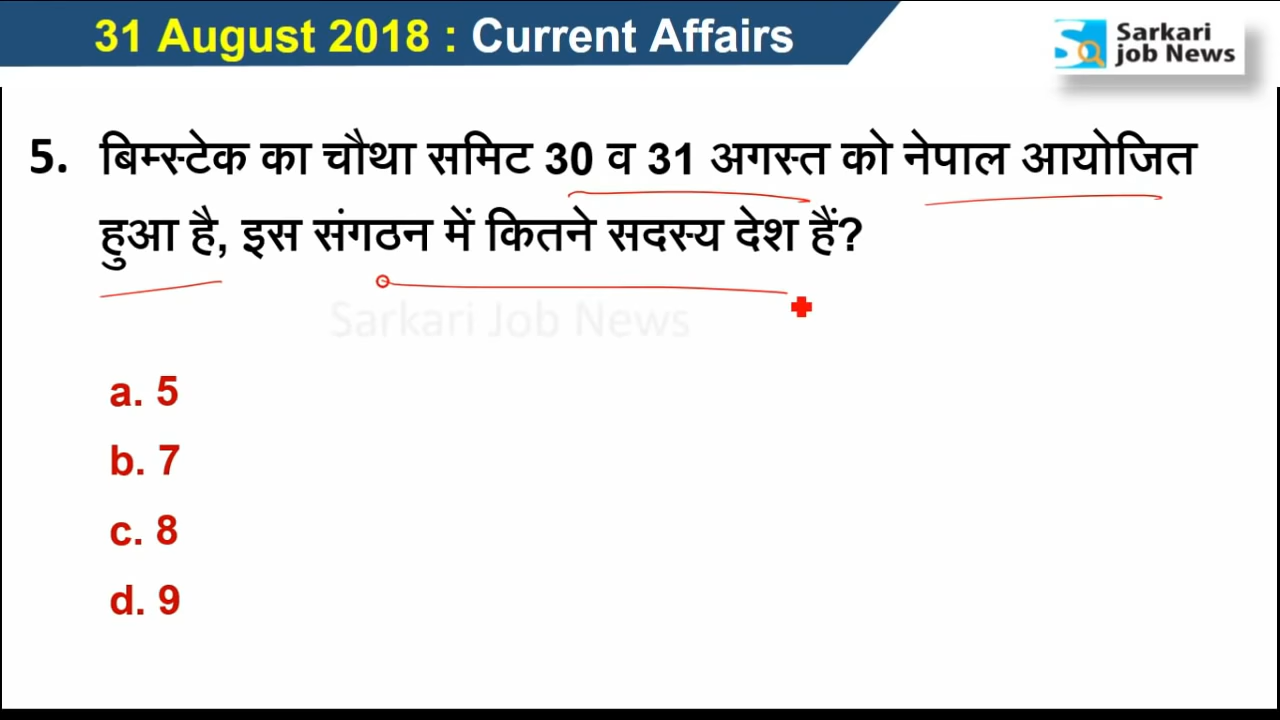 31 August 2018 : Current Affairs
Sarkari
Job News
5. बिम्स्टेक का चौथा समिट 30 व 31 अगस्त को नेपाल आयोजित
हुआ है, इस संगठन में कितने सदस्य देश हैं?
Sarkari Job News
a. 5
b. 7
c. 8
d. 9